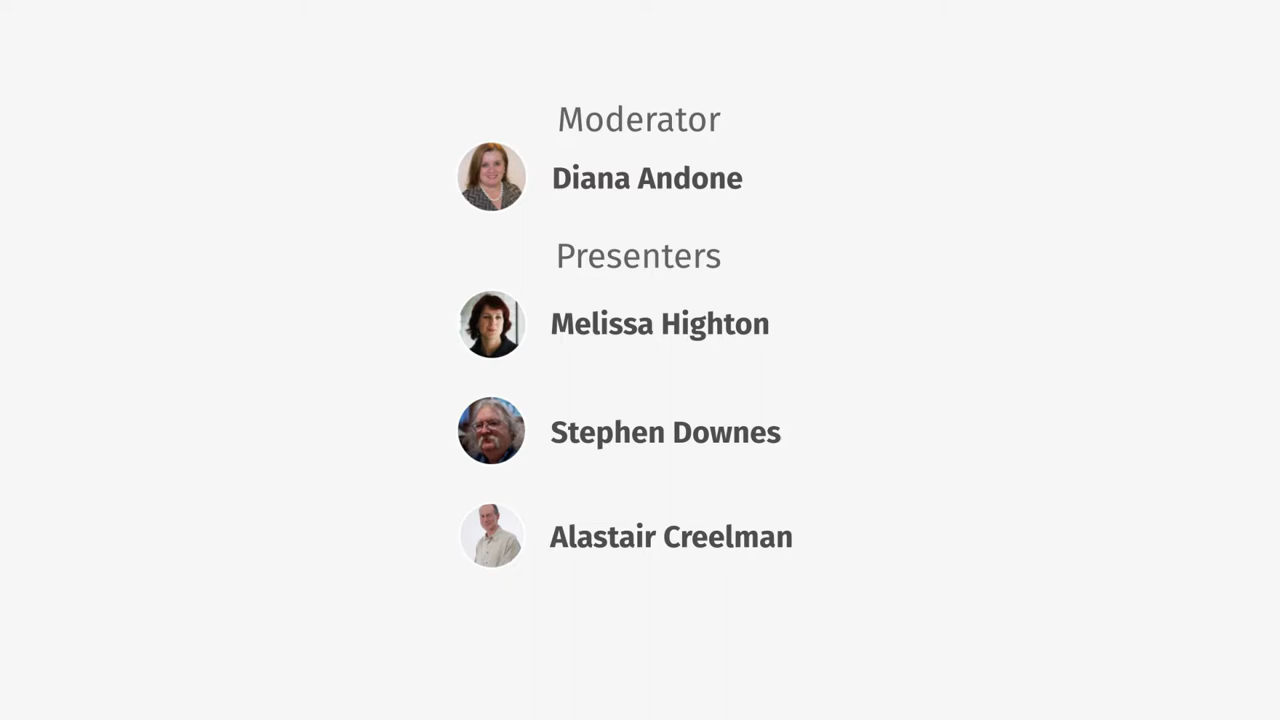 Moderator
Diana Andone
Presenters
Melissa Highton
Stephen Downes
Alastair Creelman